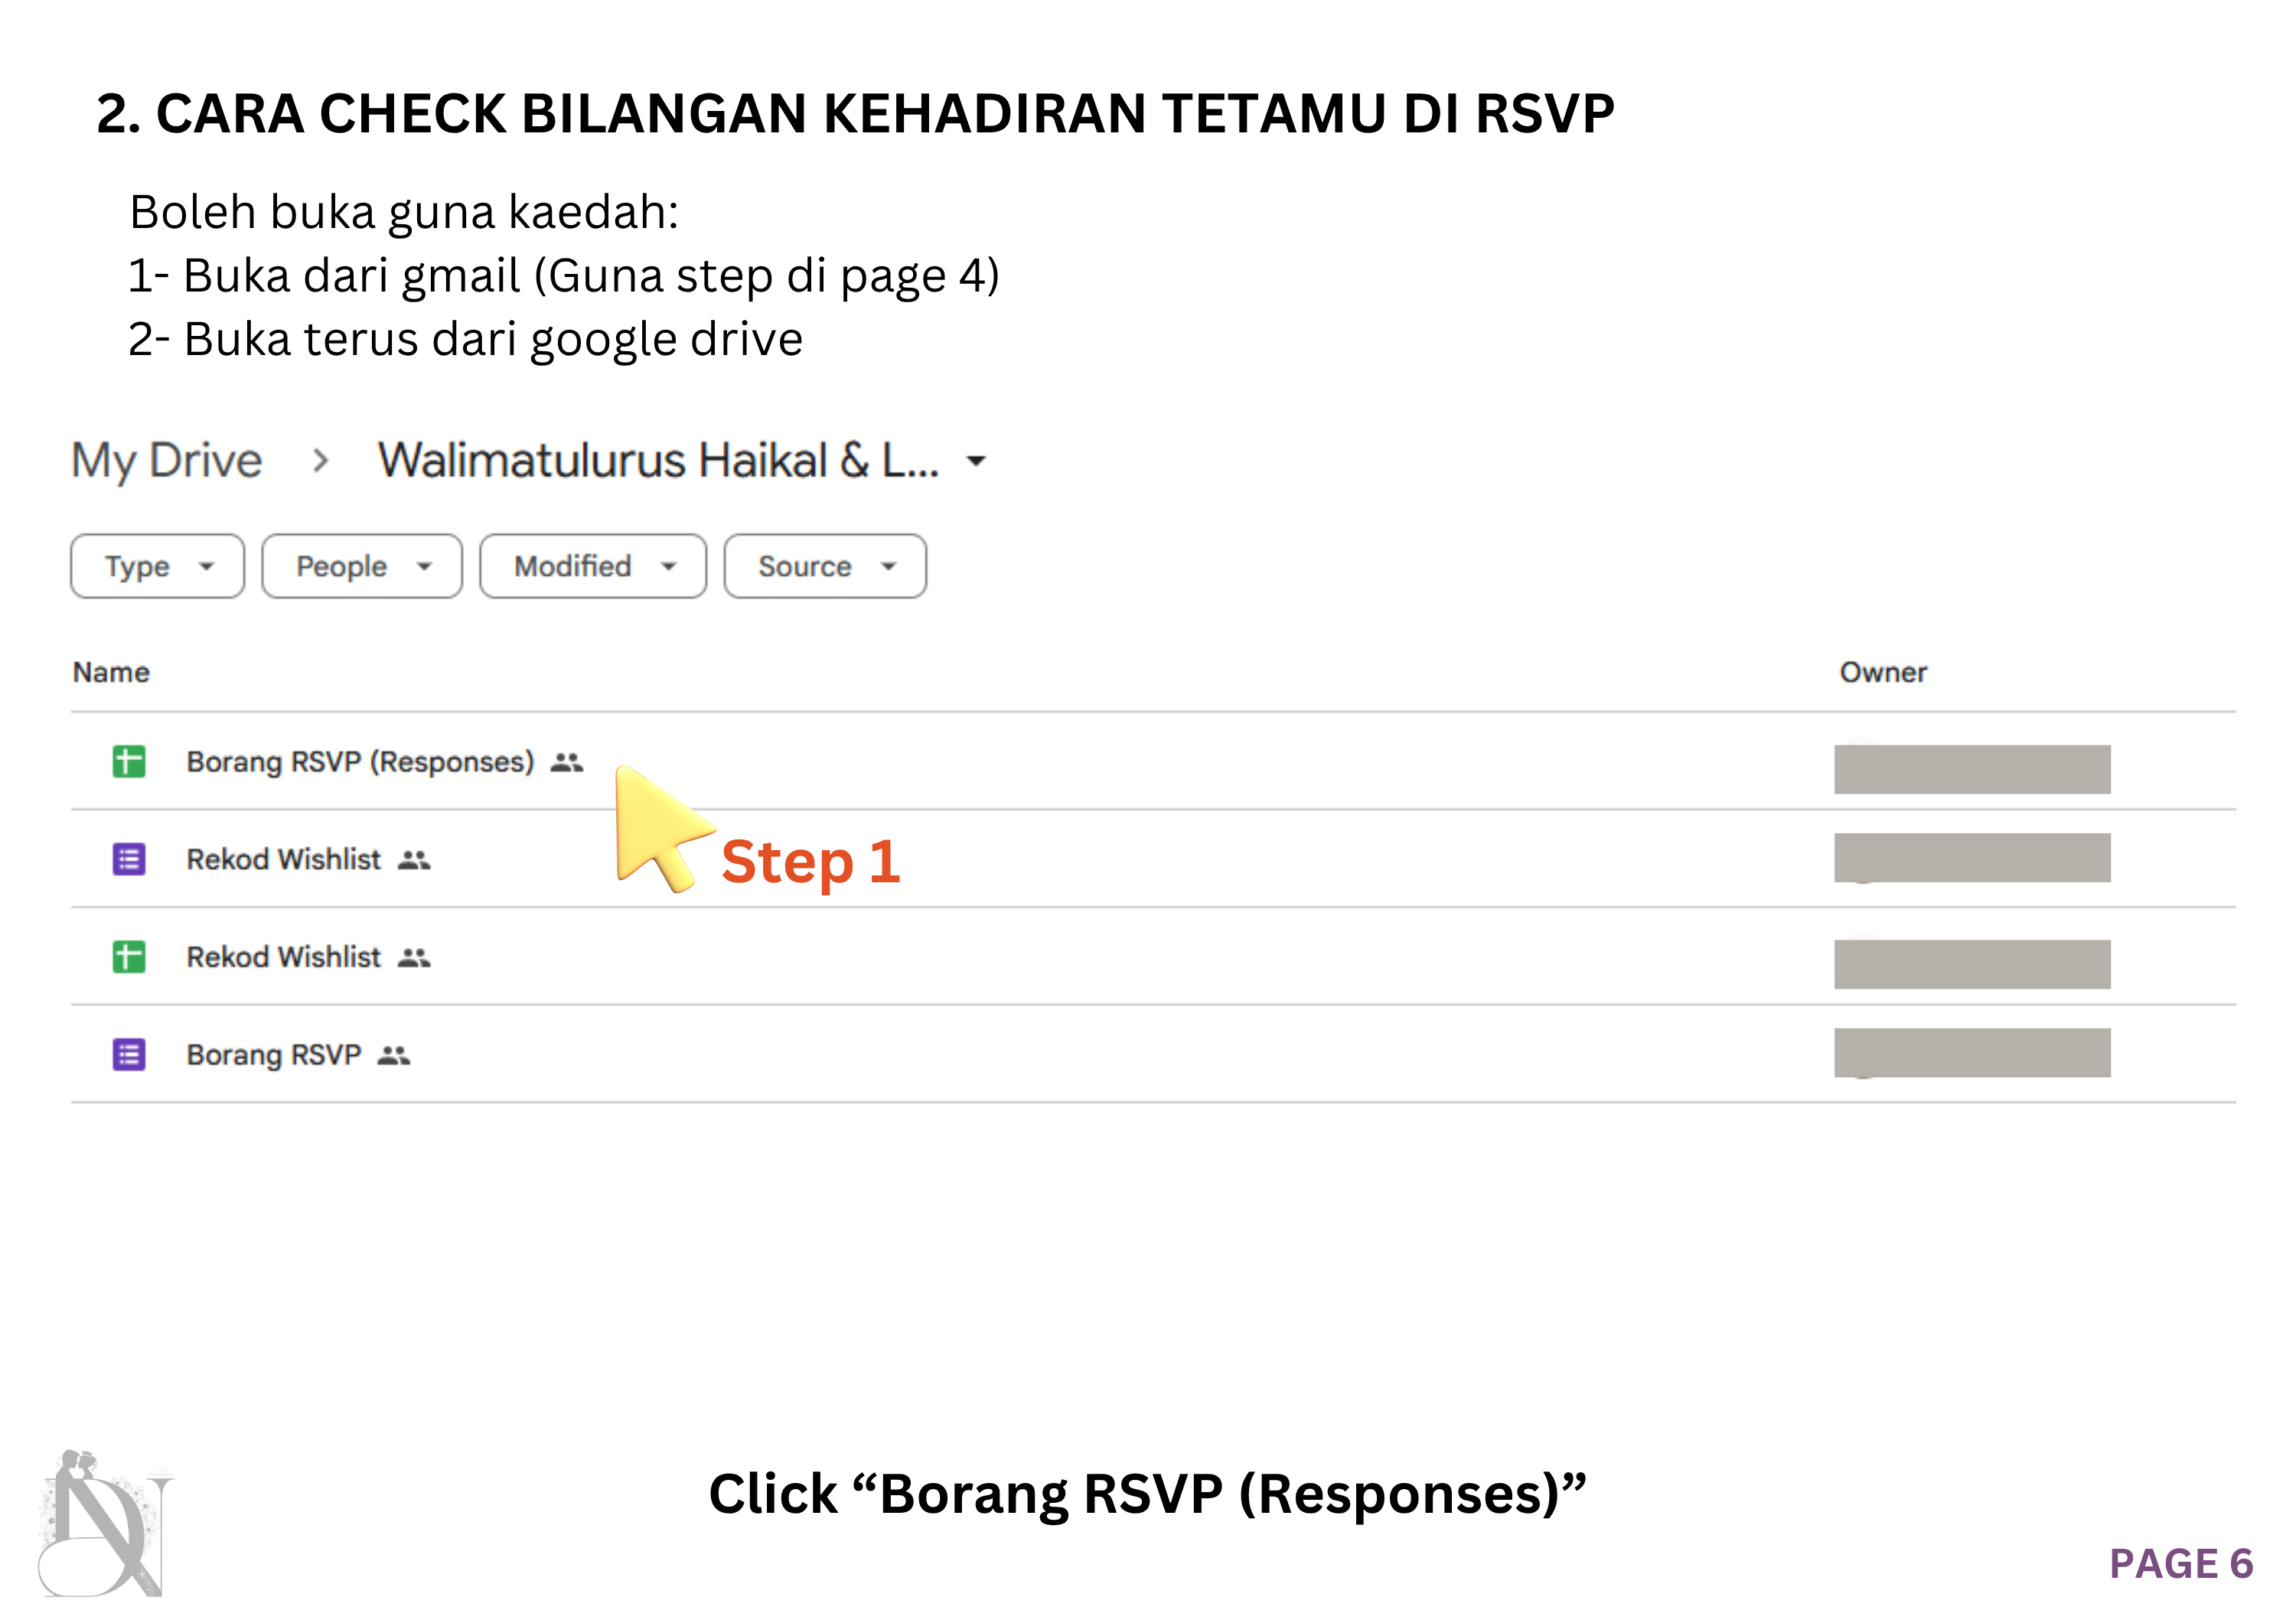 2. CARA CHECK BILANGAN KEHADIRAN TETAMU DI RSVP
Boleh buka guna kaedah:
1- Buka dari gmail (Guna step di page 4)
2- Buka terus dari google drive
My Drive > Walimatulurus Haikal & L...
Type People Modified Source
Name Owner
Borang RSVP (Responses)
Step 1
Rekod Wishlist
Rekod Wishlist
Borang RSVP
Click “Borang RSVP (Responses)”
DN
PAGE 6